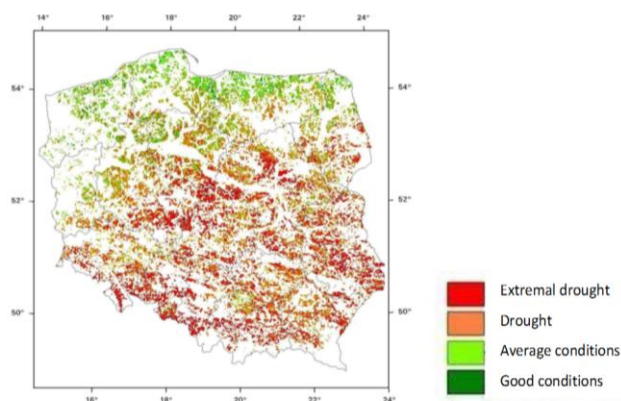 14° 16° 18° 20° 22° 24°
54° 54°
52° 52°
50° 50°
16° 18° 20° 22° 24°
Extremal drought
Drought
Average conditions
Good conditions